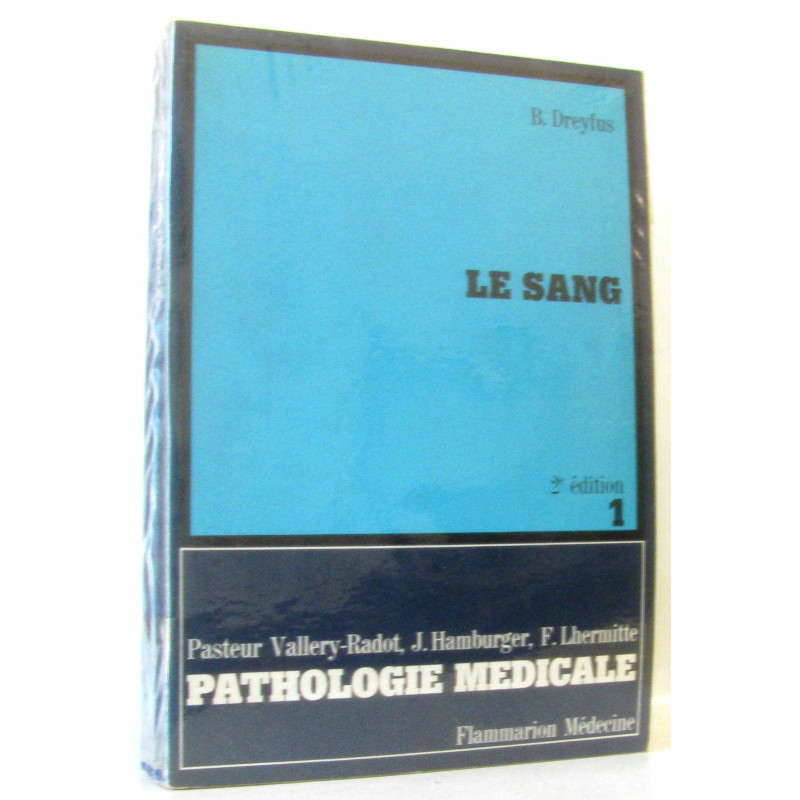 B. Dreyfus
LE SANG
2e édition
1
Pasteur Vallery-Radot, J. Hamburger, F. Lhermitte
PATHOLOGIE MEDICALE
Flammarion Médecine